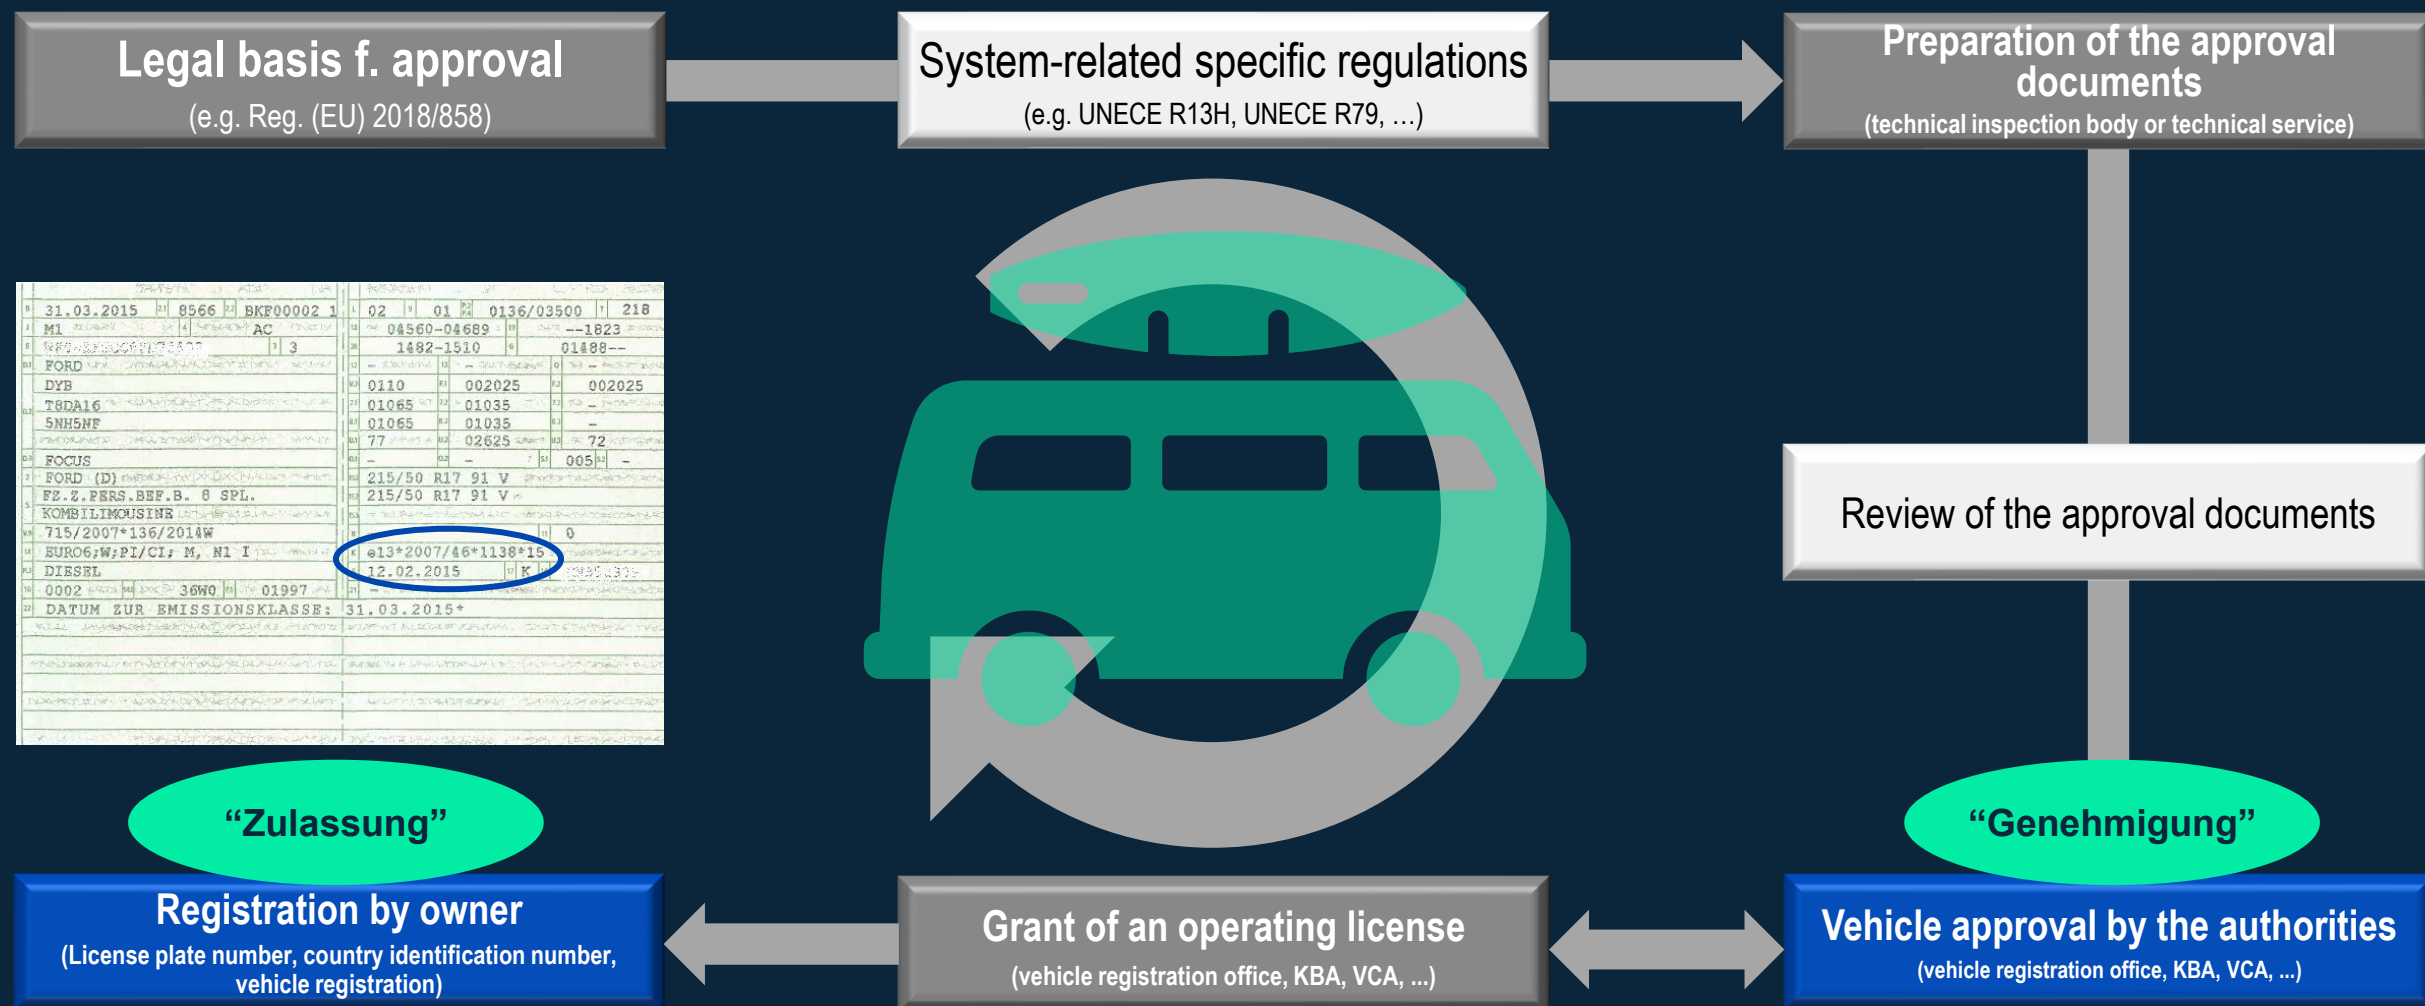 Legal basis f. approval
(e.g. Reg. (EU) 2018/858)
System-related specific regulations
(e.g. UNECE R13H, UNECE R79, …)
Preparation of the approval
documents
(technical inspection body or technical service)
31.03.2015 8566 BKF00002 1 02 01 0136/03500 218
M1 AC 04560-04689 --1823
3 1482-1510 01488--
FORD - - -
DYB 0110 002025 002025
T8DA16 01065 01035 -
5NH5NF 01065 01035 -
77 02625 72
FOCUS - - 005 -
FORD (D) 215/50 R17 91 V
FZ.Z.PERS.BEF.B. 8 SPL. 215/50 R17 91 V
KOMBILIMOUSINE
715/2007*136/2014W 0
EURO6;W;PI/CI; M, N1 I e13*2007/46*1138*15
DIESEL 12.02.2015 K
0002 36W0 01997 -
DATUM ZUR EMISSIONSKLASSE: 31.03.2015*
Review of the approval documents
“Zulassung”
“Genehmigung”
Registration by owner
(License plate number, country identification number,
vehicle registration)
Grant of an operating license
(vehicle registration office, KBA, VCA, ...)
Vehicle approval by the authorities
(vehicle registration office, KBA, VCA, ...)